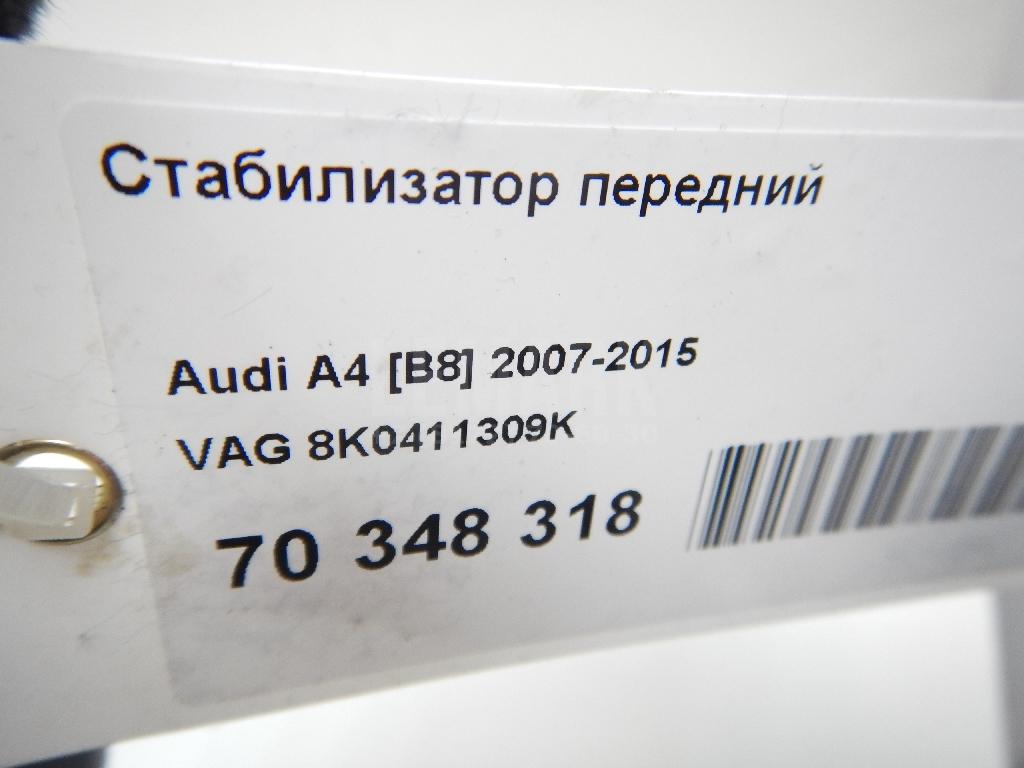 Стабилизатор передний
Audi A4 [B8] 2007-2015
VAG 8K0411309K
70 348 318